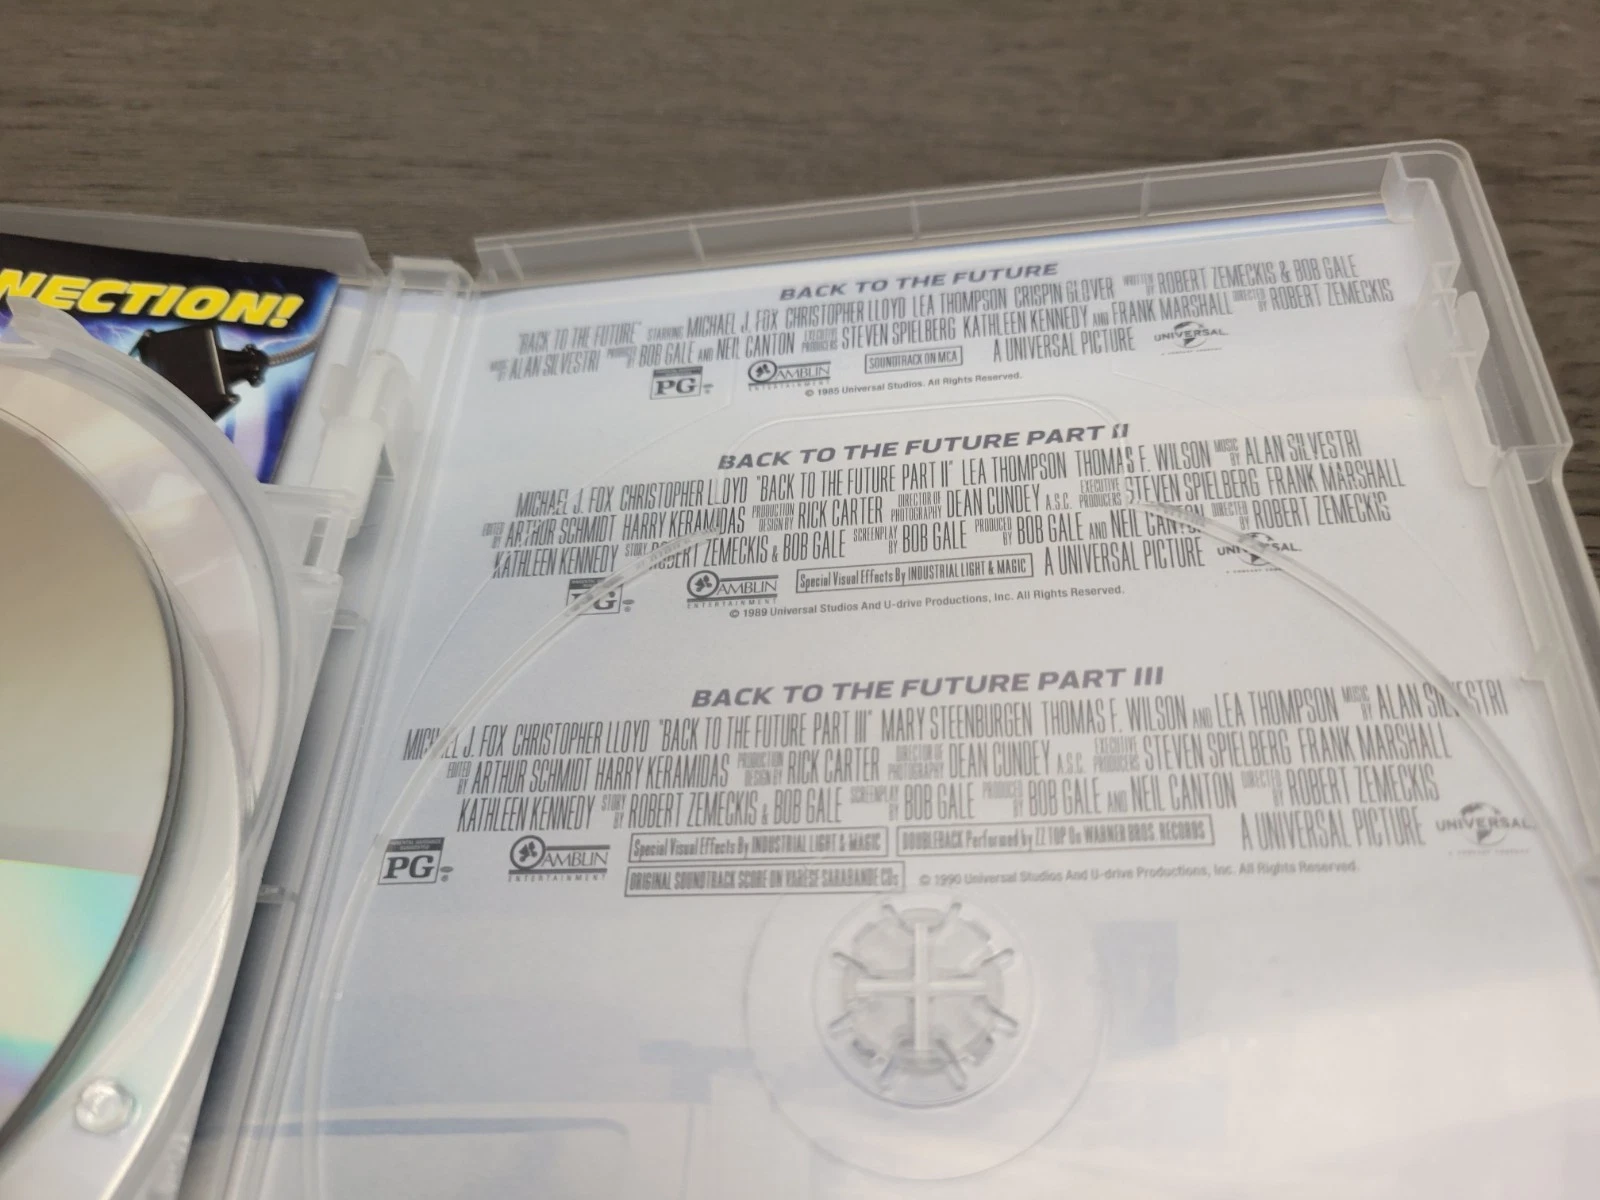 NECTION!
BACK TO THE FUTURE
"BACK TO THE FUTURE" STARRING MICHAEL J. FOX CHRISTOPHER LLOYD LEA THOMPSON CRISPIN GLOVER WRITTEN BY ROBERT ZEMECKIS & BOB GALE
MUSIC BY ALAN SILVESTRI PRODUCED BY BOB GALE AND NEIL CANTON EXECUTIVE PRODUCERS STEVEN SPIELBERG KATHLEEN KENNEDY AND FRANK MARSHALL DIRECTED BY ROBERT ZEMECKIS
PG AMBLIN ENTERTAINMENT SOUNDTRACK ON MCA A UNIVERSAL PICTURE UNIVERSAL
© 1985 Universal Studios. All Rights Reserved.
BACK TO THE FUTURE PART II
MICHAEL J. FOX CHRISTOPHER LLOYD "BACK TO THE FUTURE PART II" LEA THOMPSON THOMAS F. WILSON MUSIC BY ALAN SILVESTRI
EDITED BY ARTHUR SCHMIDT HARRY KERAMIDAS PRODUCTION DESIGN BY RICK CARTER DIRECTOR OF PHOTOGRAPHY DEAN CUNDEY A.S.C. EXECUTIVE PRODUCERS STEVEN SPIELBERG FRANK MARSHALL
KATHLEEN KENNEDY STORY BY ROBERT ZEMECKIS & BOB GALE SCREENPLAY BY BOB GALE PRODUCED BY BOB GALE AND NEIL CANTON DIRECTED BY ROBERT ZEMECKIS
PG AMBLIN ENTERTAINMENT Special Visual Effects By INDUSTRIAL LIGHT & MAGIC A UNIVERSAL PICTURE UNIVERSAL
© 1989 Universal Studios And U-drive Productions, Inc. All Rights Reserved.
BACK TO THE FUTURE PART III
MICHAEL J. FOX CHRISTOPHER LLOYD "BACK TO THE FUTURE PART III" MARY STEENBURGEN THOMAS F. WILSON AND LEA THOMPSON MUSIC BY ALAN SILVESTRI
EDITED BY ARTHUR SCHMIDT HARRY KERAMIDAS PRODUCTION DESIGN BY RICK CARTER DIRECTOR OF PHOTOGRAPHY DEAN CUNDEY A.S.C. EXECUTIVE PRODUCERS STEVEN SPIELBERG FRANK MARSHALL
KATHLEEN KENNEDY STORY BY ROBERT ZEMECKIS & BOB GALE SCREENPLAY BY BOB GALE PRODUCED BY BOB GALE AND NEIL CANTON DIRECTED BY ROBERT ZEMECKIS
PG AMBLIN ENTERTAINMENT Special Visual Effects By INDUSTRIAL LIGHT & MAGIC DOUBLEBACK Performed by ZZ TOP On WARNER BROS. RECORDS A UNIVERSAL PICTURE UNIVERSAL
ORIGINAL SOUNDTRACK SCORE ON VARÈSE SARABANDE CDs © 1990 Universal Studios And U-drive Productions, Inc. All Rights Reserved.